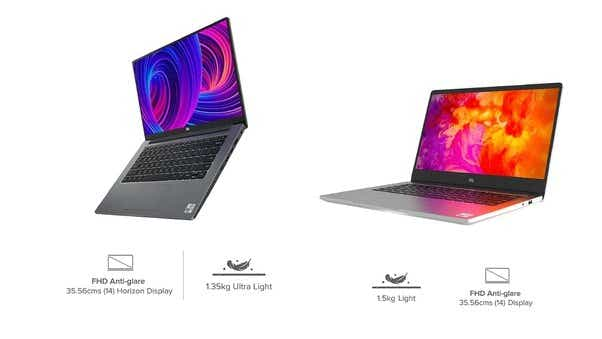 FHD Anti-glare
35.56cms (14) Horizon Display
1.35kg Ultra Light
1.5kg Light
FHD Anti-glare
35.56cms (14) Display